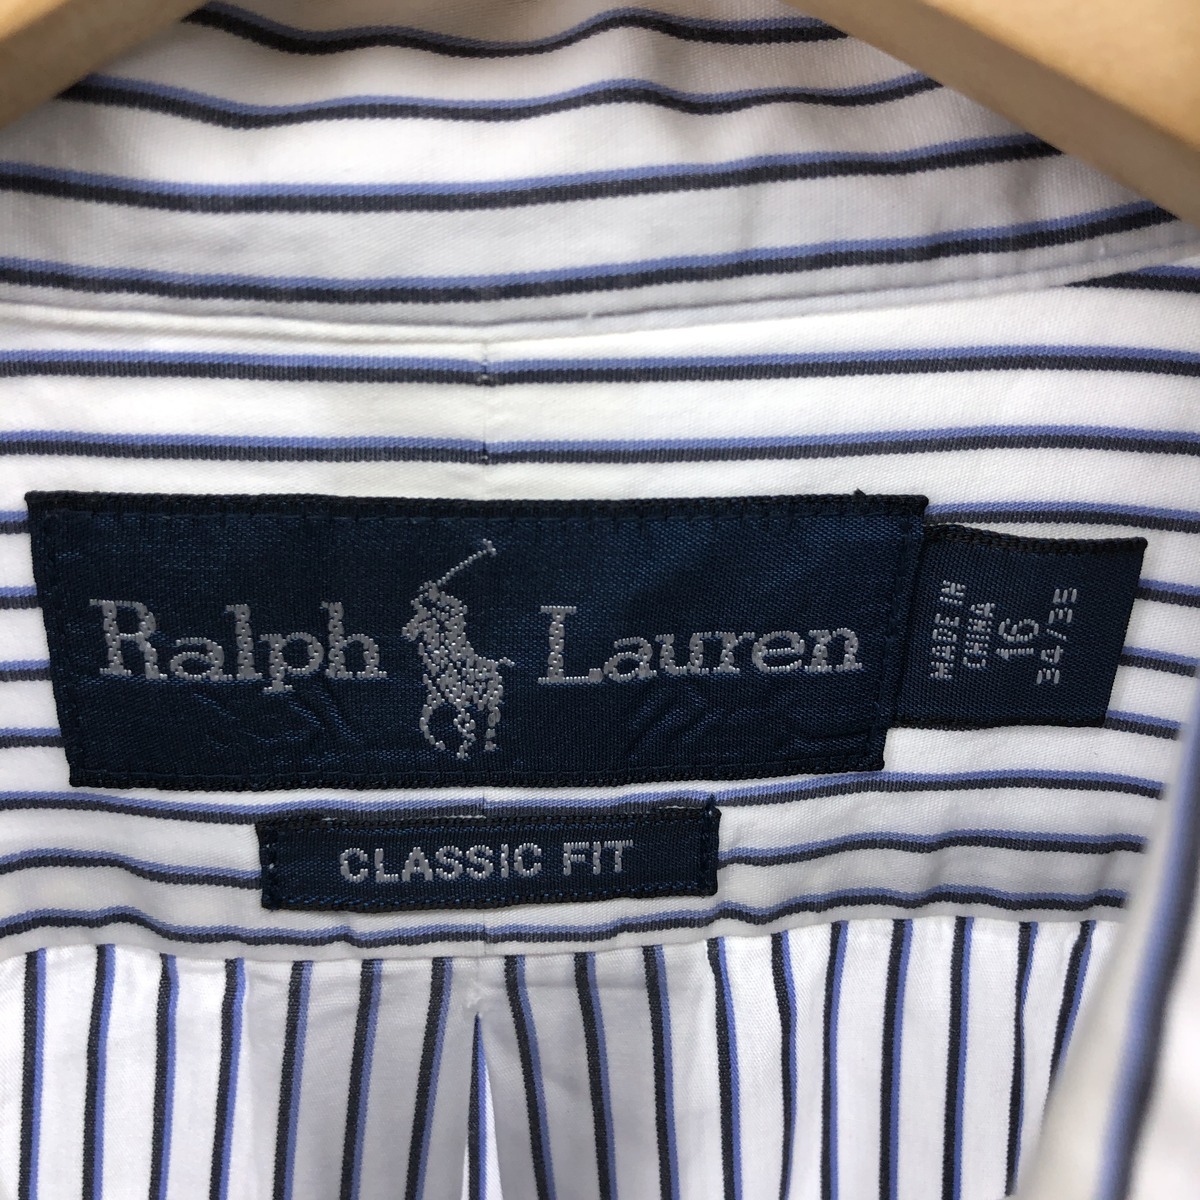 Ralph Lauren
CLASSIC FIT
MADE IN
CHINA
16
34/35